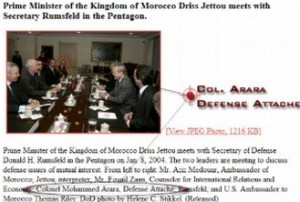 Prime Minister of the Kingdom of Morocco Driss Jettou meets with
Secretary Rumsfeld in the Pentagon.
Col. Arara
Defense Attache
[View JPEG Photo, 1216 KB]
Prime Minister of the Kingdom of Morocco Driss Jettou meets with Secretary of Defense
Donald H. Rumsfeld in the Pentagon on Jan. 8, 2004. The two leaders are meeting to discuss
defense issues of mutual interest. From left to right: Mr. Aziz Mekouar, Ambassador of
Morocco, Jettou, interpreter, Mr. Fouad Zaim, Counselor for International Relations and
Economy, Colonel Mohammed Arara, Defense Attache, Rumsfeld, and U.S. Ambassador to
Morocco Thomas Riley. DoD photo by Helene C. Stikkel. (Released)